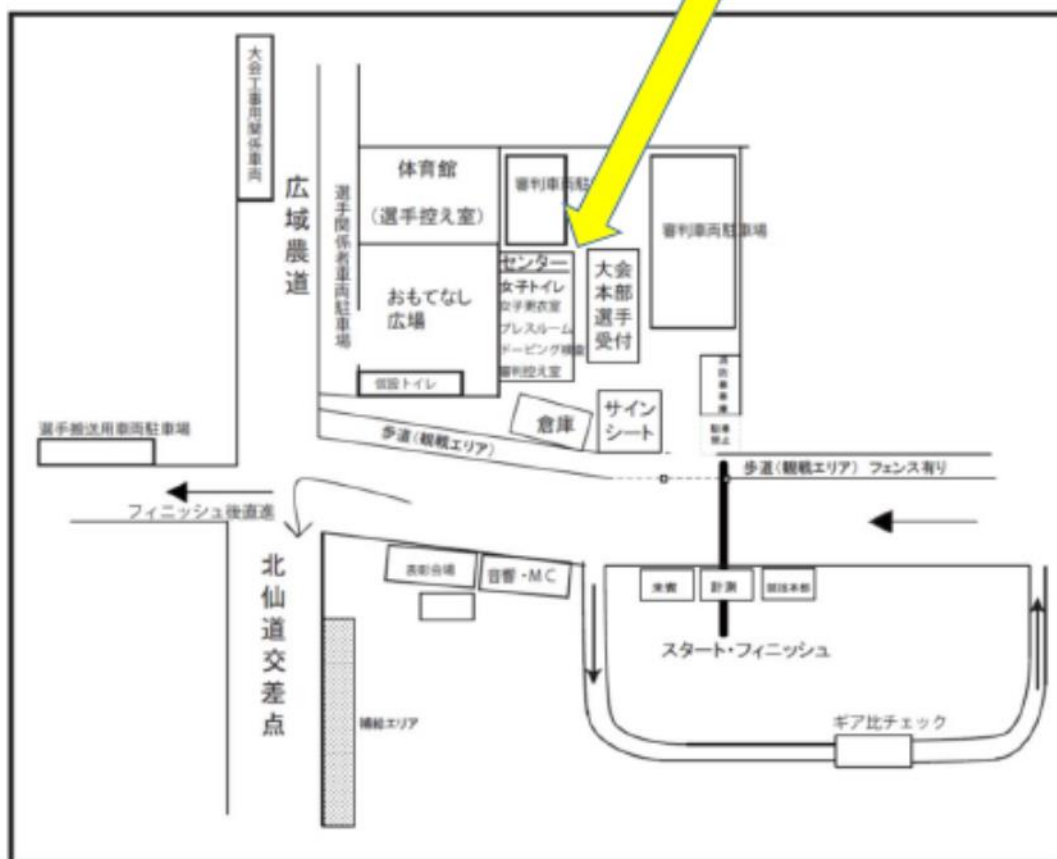 大会工事用関係車両
広域農道
選手関係者車両駐車場
体育館
(選手控え室)
審判車両駐
審判車両駐車場
おもてなし
広場
センター
女子トイレ
女子更衣室
プレスルーム
ドーピング検査
審判控え室
大会
本部
選手
受付
仮設トイレ
倉庫
サイン
シート
駐車
禁止
選手搬送用車両駐車場
歩道(観戦エリア)
歩道(観戦エリア) フェンス有り
フィニッシュ後直進
北仙道交差点
表彰会場
音響・MC
来賓
計測
競技本部
スタート・フィニッシュ
補給エリア
ギア比チェック